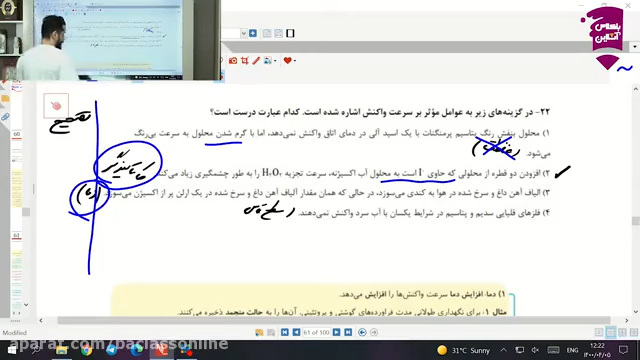 باسلس آنلاین
۲۲- در گزینه‌های زیر به عوامل مؤثر بر سرعت واکنش اشاره شده است. کدام عبارت درست است؟
۱) محلول بنفش رنگ پتاسیم پرمنگنات با یک اسید آلی در دمای اتاق واکنش نمی‌دهد، اما با گرم شدن محلول به سرعت بی‌رنگ
می‌شود.
۲) افزودن دو قطره از محلولی که حاوی I⁻ است به محلول آب اکسیژنه، سرعت تجزیه H₂O₂ را به طور چشمگیری زیاد می‌کند
۳) الیاف آهن داغ و سرخ شده در هوا به کندی می‌سوزد، در حالی که همان مقدار الیاف آهن داغ و سرخ شده در یک ارلن پر از اکسیژن می‌سوزد.
۴) فلزهای قلیایی سدیم و پتاسیم در شرایط یکسان با آب سرد واکنش نمی‌دهند.
تصحیح
کاتالیزگر
(دما)
۱) دما: افزایش دما سرعت واکنش‌ها را افزایش می‌دهد.
مثال ۱: برای نگهداری طولانی مدت فرآورده‌های گوشتی و پروتئینی، آن‌ها را به حالت منجمد ذخیره می‌کنند.
Modified
61 of 100
31°C Sunny
12:22
۱۴۰۰/۰۴/۰۵
aparat.com/baclassonline